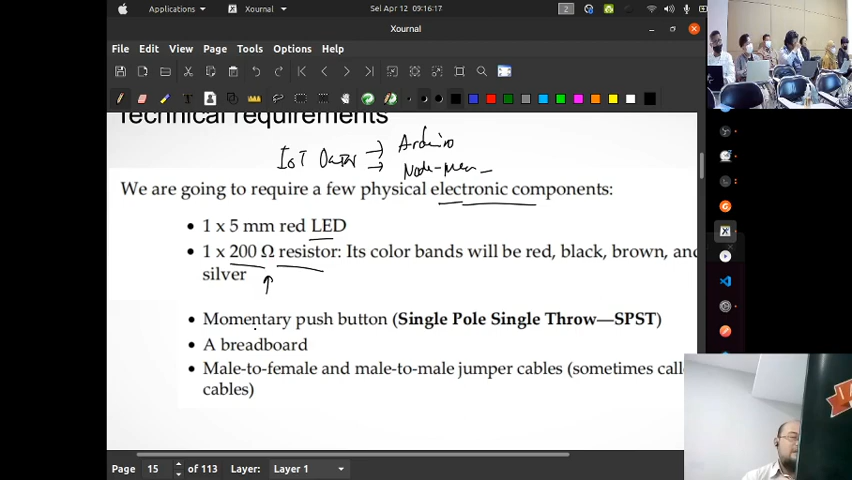 Applications
Xournal
Sel Apr 12 09:16:17
2
Xournal
File Edit View Page Tools Options Help
Technical requirements
IoT → Arduino
→ Node-
We are going to require a few physical electronic components:
• 1 x 5 mm red LED
• 1 x 200 Ω resistor: Its color bands will be red, black, brown, and
silver
• Momentary push button (Single Pole Single Throw—SPST)
• A breadboard
• Male-to-female and male-to-male jumper cables (sometimes call
cables)
Page 15 of 113 Layer: Layer 1